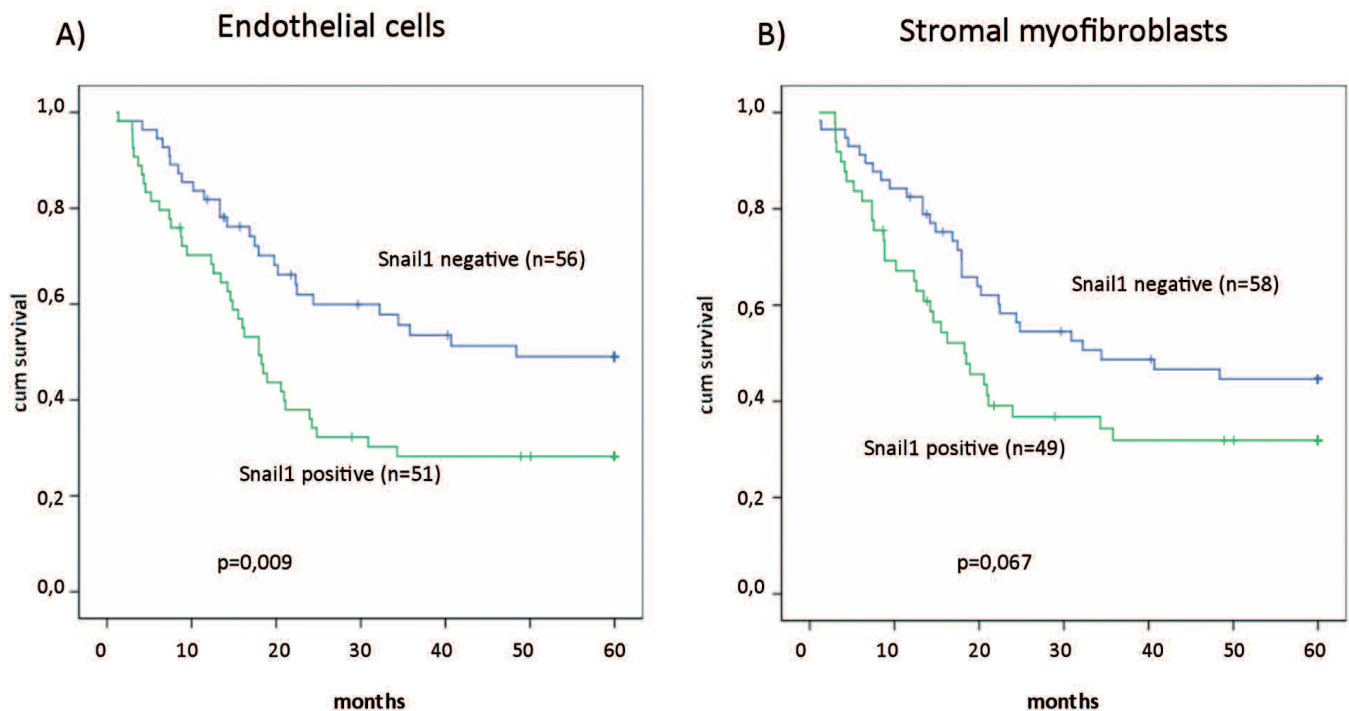 A) Endothelial cells
1,0
0,8
0,6
0,4
0,2
0,0
cum survival
Snail1 negative (n=56)
Snail1 positive (n=51)
p=0,009
0 10 20 30 40 50 60
months
B) Stromal myofibroblasts
1,0
0,8
0,6
0,4
0,2
0,0
cum survival
Snail1 negative (n=58)
Snail1 positive (n=49)
p=0,067
0 10 20 30 40 50 60
months